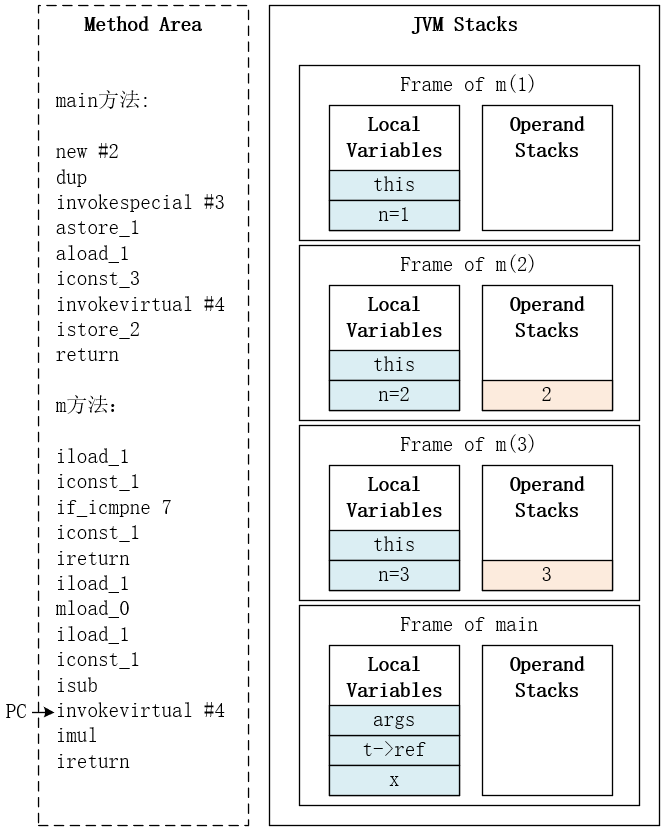 Method Area
main方法:
new #2
dup
invokespecial #3
astore_1
aload_1
iconst_3
invokevirtual #4
istore_2
return
m方法：
iload_1
iconst_1
if_icmpne 7
iconst_1
ireturn
iload_1
mload_0
iload_1
iconst_1
isub
PC
invokevirtual #4
imul
ireturn
JVM Stacks
Frame of m(1)
Local
Variables
this
n=1
Operand
Stacks
Frame of m(2)
Local
Variables
this
n=2
Operand
Stacks
2
Frame of m(3)
Local
Variables
this
n=3
Operand
Stacks
3
Frame of main
Local
Variables
args
t->ref
x
Operand
Stacks